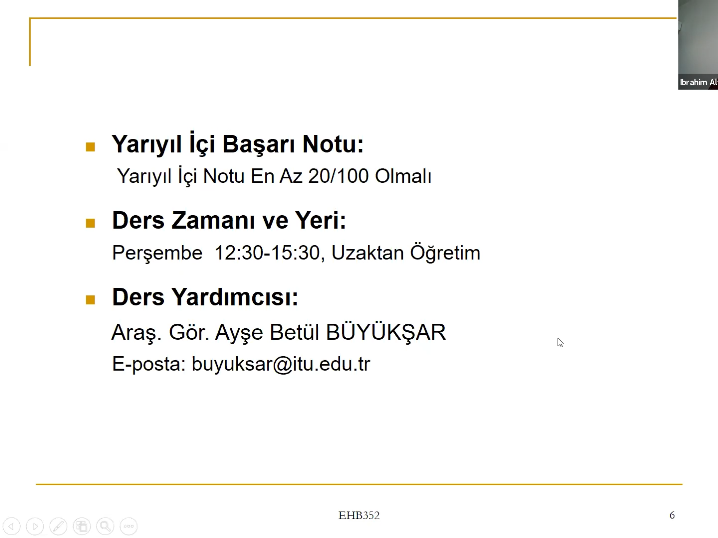 Ibrahim Al
Yarıyıl İçi Başarı Notu:
Yarıyıl İçi Notu En Az 20/100 Olmalı
Ders Zamanı ve Yeri:
Perşembe 12:30-15:30, Uzaktan Öğretim
Ders Yardımcısı:
Araş. Gör. Ayşe Betül BÜYÜKŞAR
E-posta: buyuksar@itu.edu.tr
EHB352
6